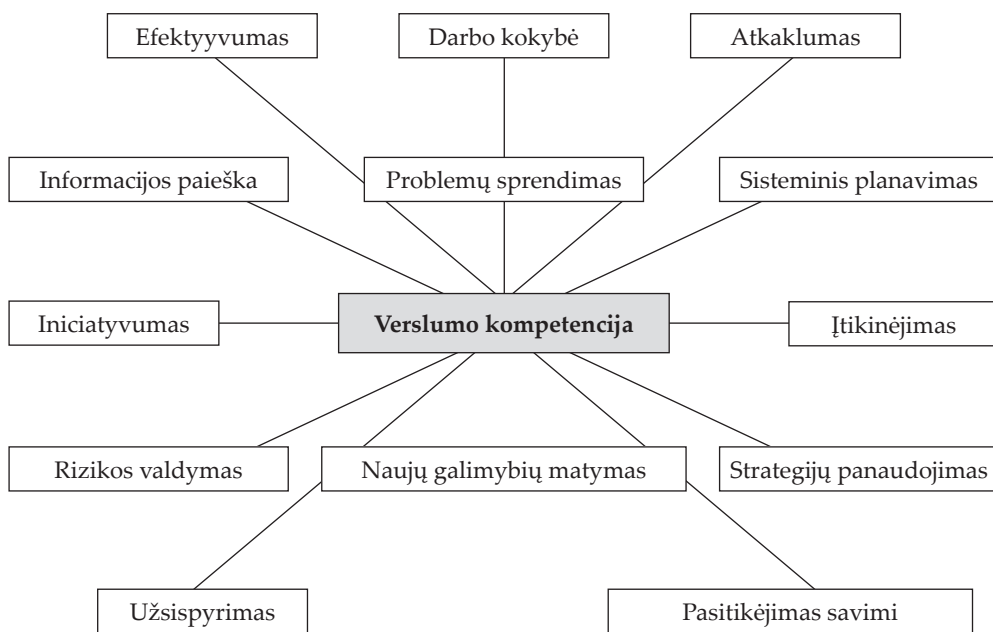 Efektyyvumas
Darbo kokybė
Atkaklumas
Informacijos paieška
Problemų sprendimas
Sisteminis planavimas
Iniciatyvumas
Verslumo kompetencija
Įtikinėjimas
Rizikos valdymas
Naujų galimybių matymas
Strategijų panaudojimas
Užsispyrimas
Pasitikėjimas savimi